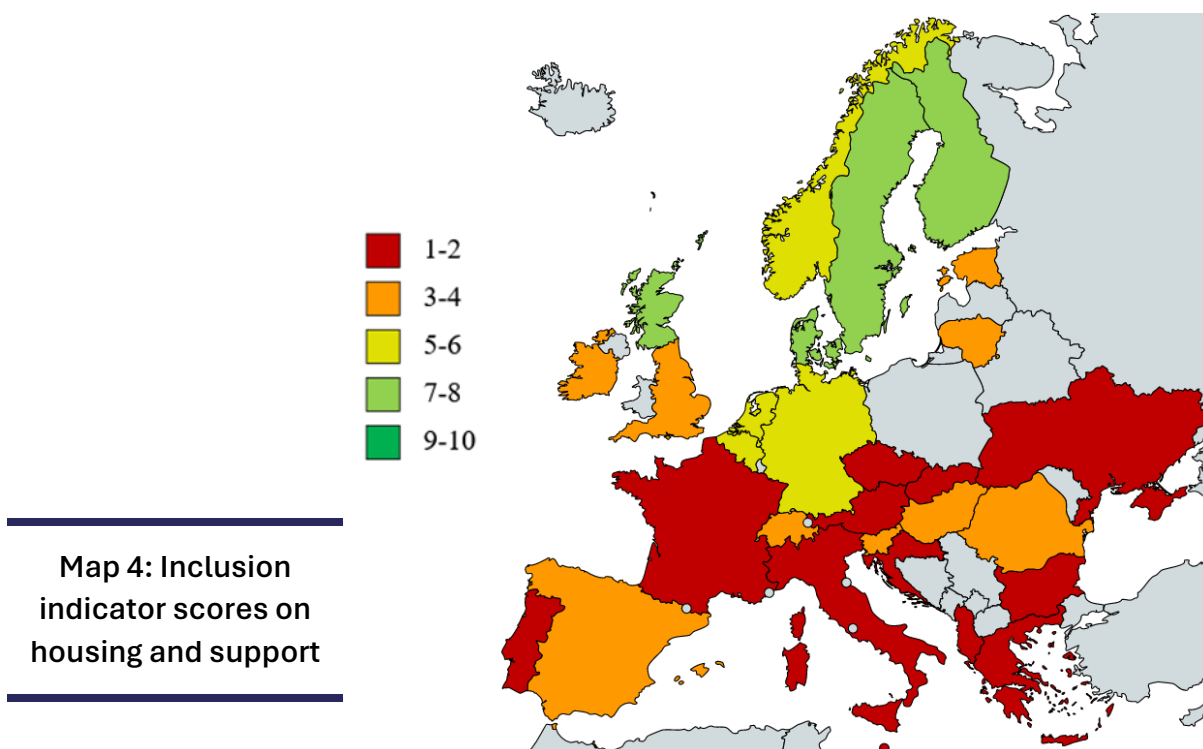 1-2
3-4
5-6
7-8
9-10
Map 4: Inclusion
indicator scores on
housing and support